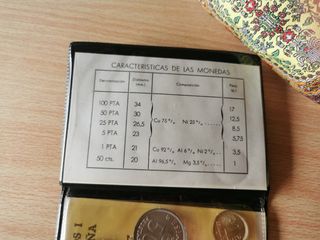 CARACTERISTICAS DE LAS MONEDAS
Denominación Diámetro (mm.) Composición Peso (g.)
100 PTA 34 17
50 PTA 30 12,5
25 PTA 26,5 Cu 75 º/o Ni 25 º/o 8,5
5 PTA 23 5,75
1 PTA 21 Cu 92 º/o Al 6 º/o Ni 2 º/o 3,5
50 cts. 20 Al 96,5 º/o Mg 3,5 º/o 1
S I
ÑA